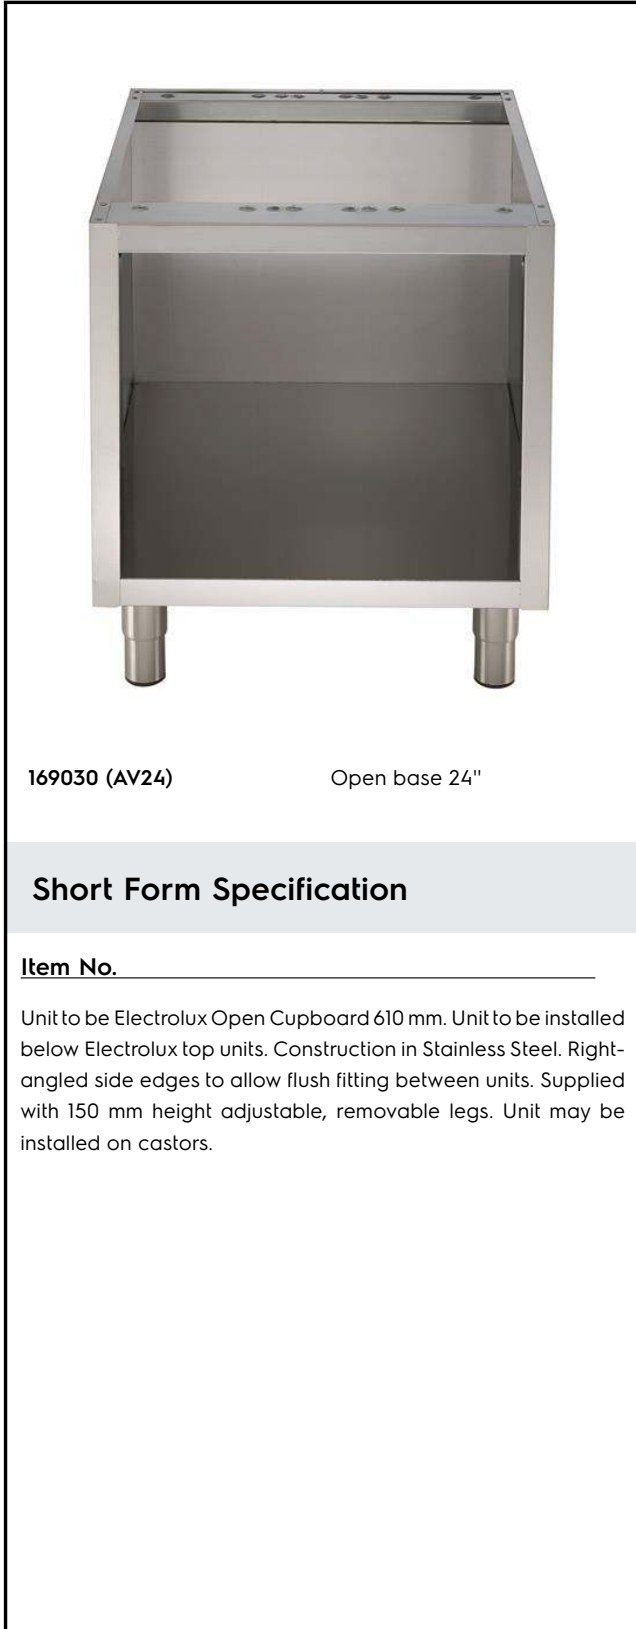 169030 (AV24) Open base 24"
Short Form Specification
Item No.
Unit to be Electrolux Open Cupboard 610 mm. Unit to be installed
below Electrolux top units. Construction in Stainless Steel. Right-
angled side edges to allow flush fitting between units. Supplied
with 150 mm height adjustable, removable legs. Unit may be
installed on castors.